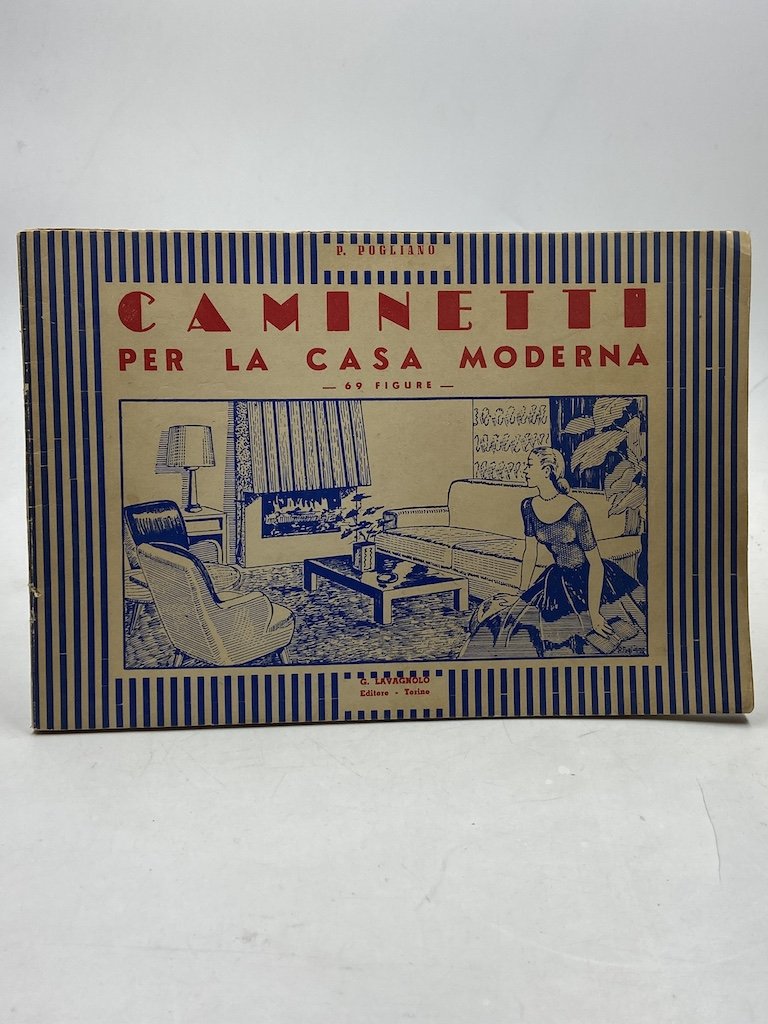 P. POGLIANO
CAMINETTI
PER LA CASA MODERNA
— 69 FIGURE —
G. LAVAGNOLO
Editore - Torino